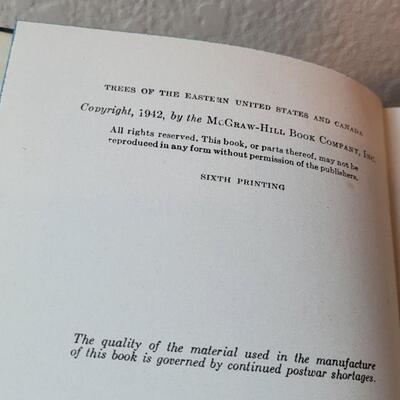 TREES OF THE EASTERN UNITED STATES AND CANADA
Copyright, 1942, by the McGraw-Hill Book Company, Inc.
All rights reserved. This book, or parts thereof, may not be
reproduced in any form without permission of the publishers.
SIXTH PRINTING
The quality of the material used in the manufacture
of this book is governed by continued postwar shortages.